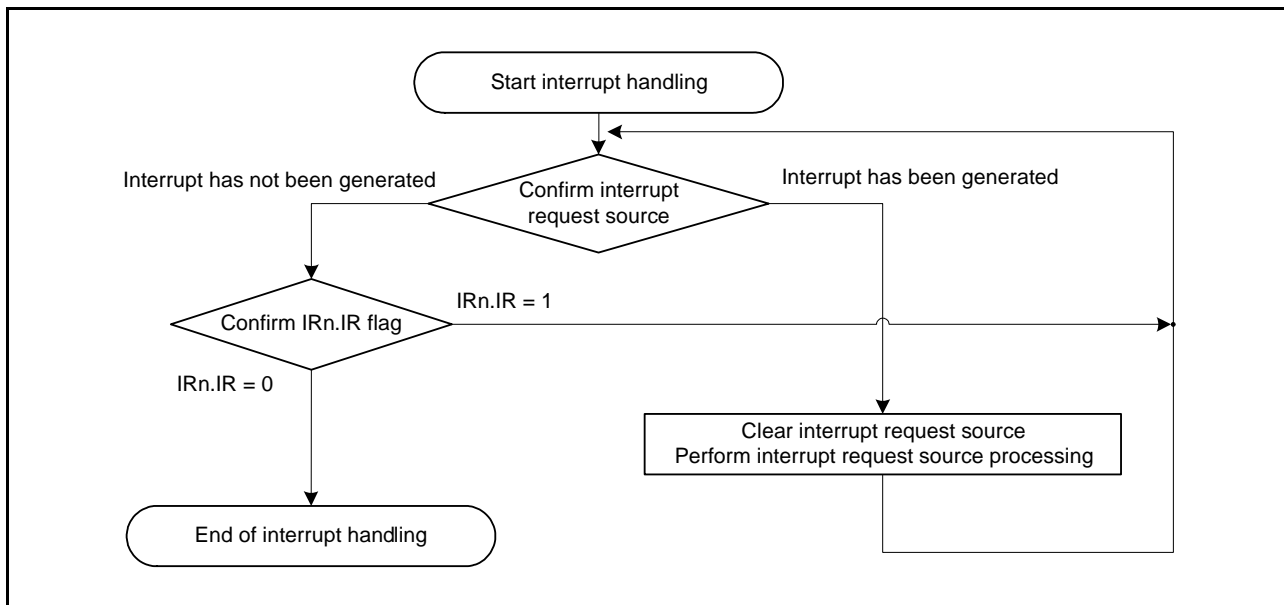 Start interrupt handling
Interrupt has not been generated
Interrupt has been generated
Confirm interrupt
request source
IRn.IR = 1
Confirm IRn.IR flag
IRn.IR = 0
Clear interrupt request source
Perform interrupt request source processing
End of interrupt handling